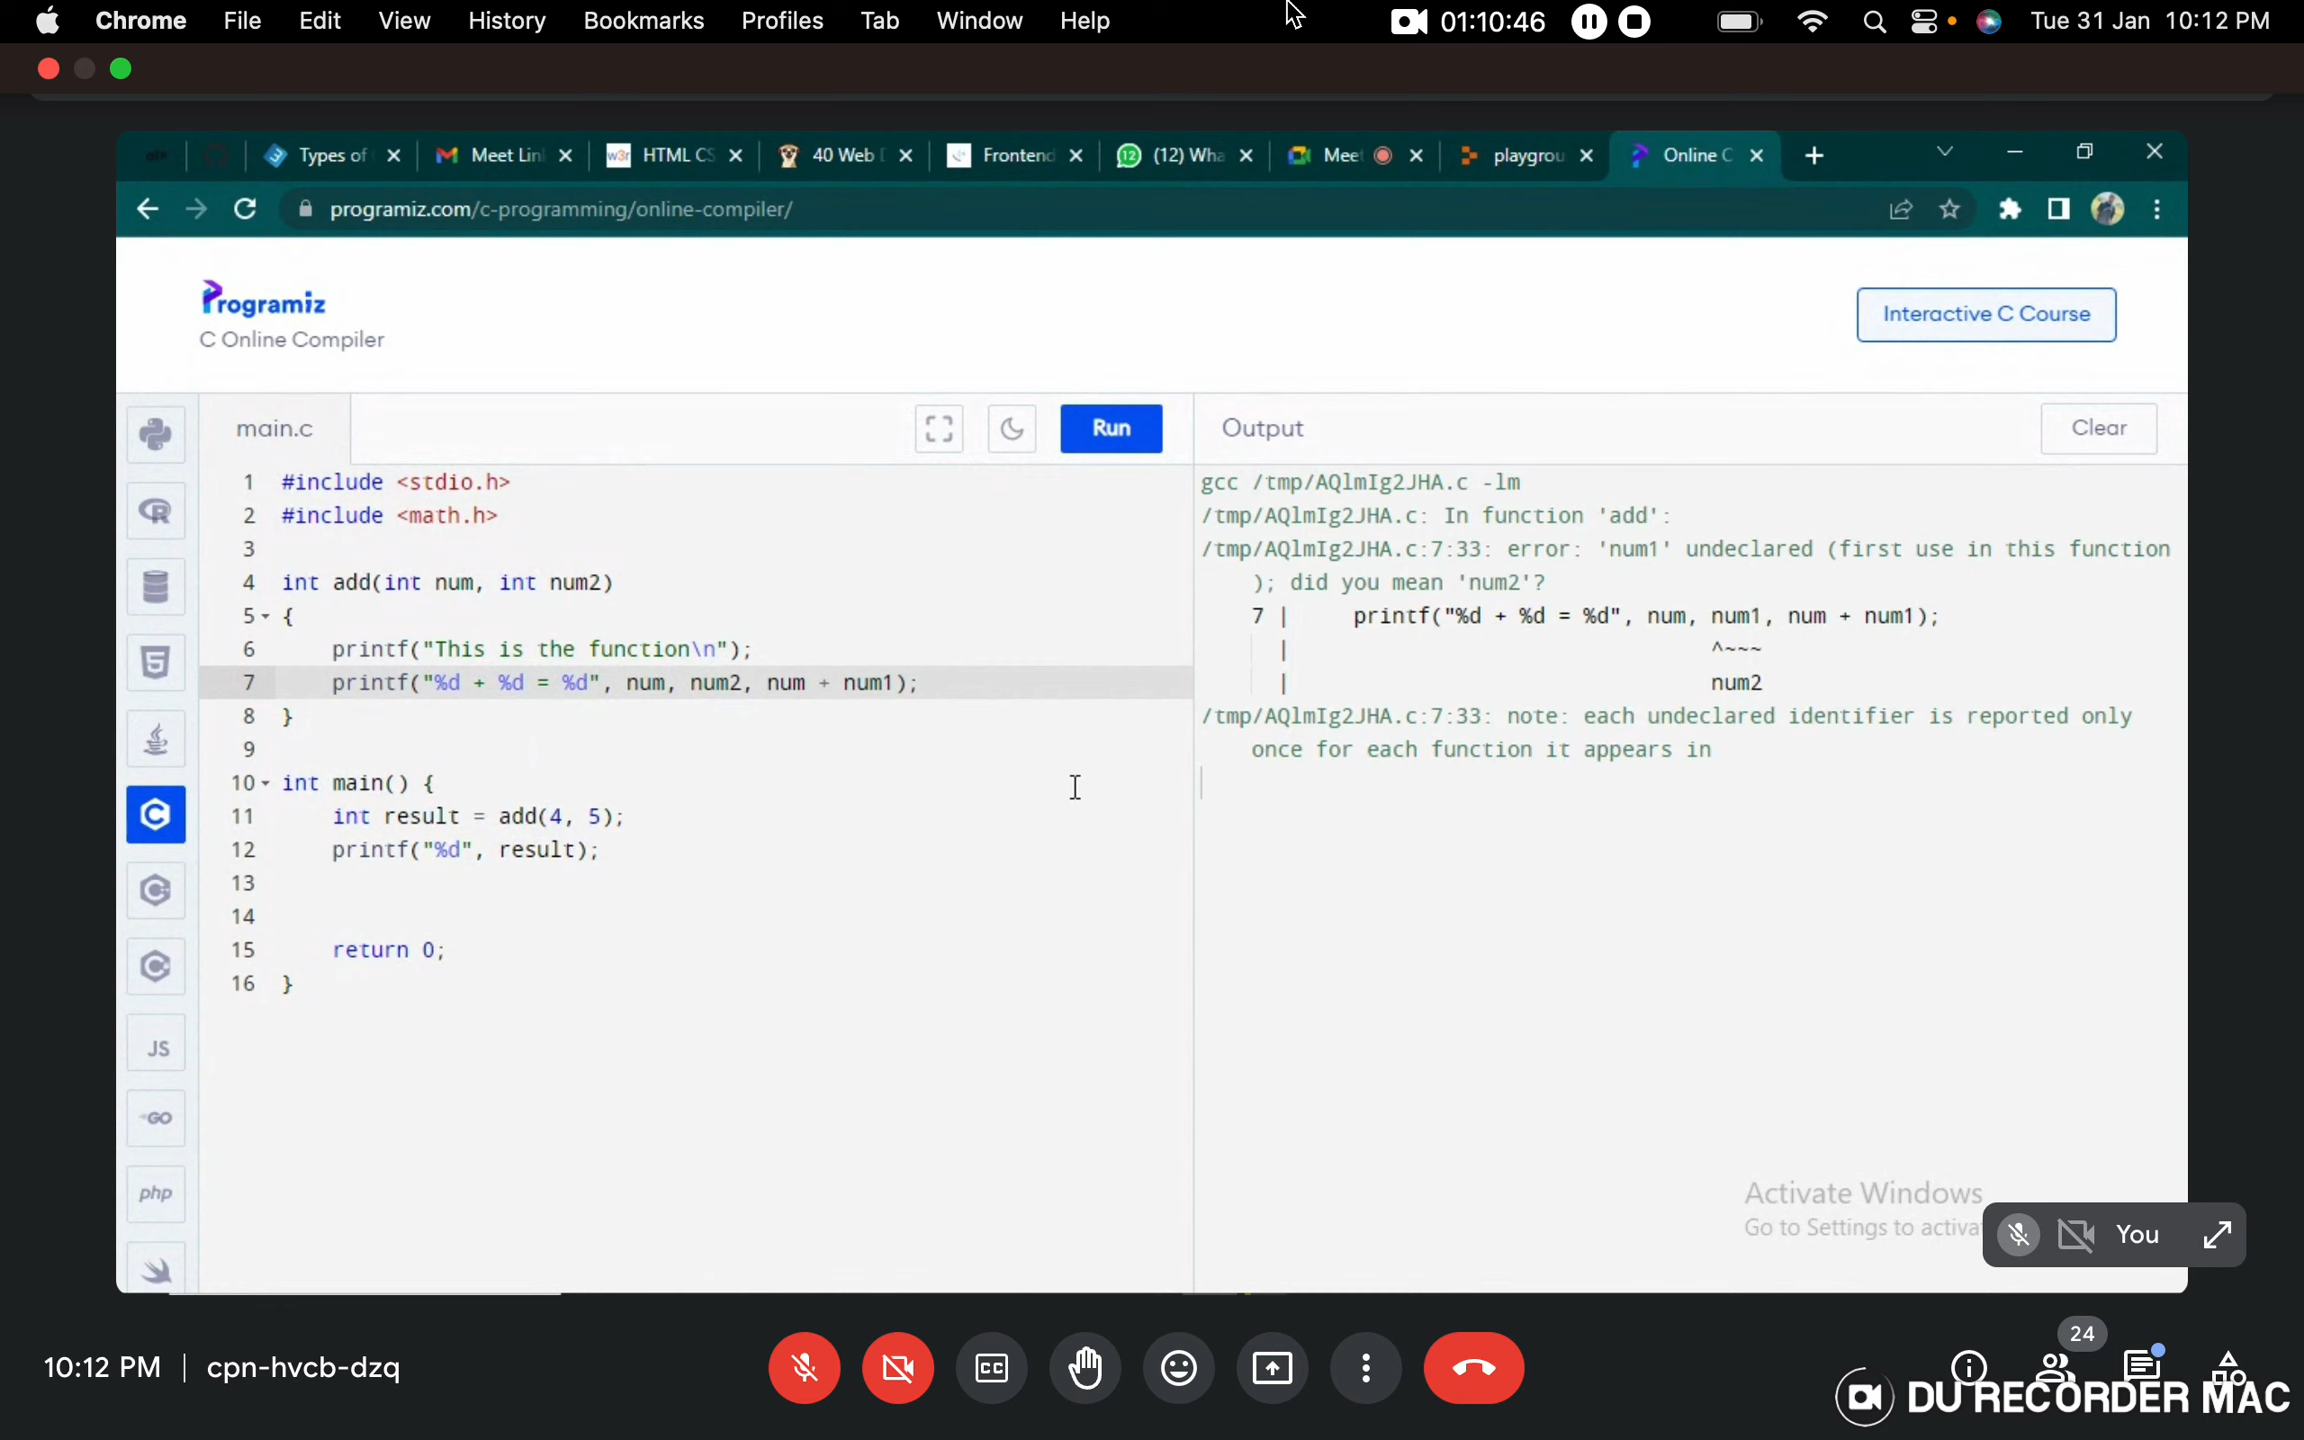 Chrome File Edit View History Bookmarks Profiles Tab Window Help 01:10:46 Tue 31 Jan 10:12 PM
Types of Meet Lin HTML CS 40 Web Frontend (12) Wha Meet playgrou Online C
programiz.com/c-programming/online-compiler/
Programiz
C Online Compiler
Interactive C Course
main.c Run Output Clear
1 #include <stdio.h>
2 #include <math.h>
3
4 int add(int num, int num2)
5 {
6 printf("This is the function\n");
7 printf("%d + %d = %d", num, num2, num + num1);
8 }
9
10 int main() {
11 int result = add(4, 5);
12 printf("%d", result);
13
14
15 return 0;
16 }
gcc /tmp/AQlmIg2JHA.c -lm
/tmp/AQlmIg2JHA.c: In function 'add':
/tmp/AQlmIg2JHA.c:7:33: error: 'num1' undeclared (first use in this function
); did you mean 'num2'?
7 | printf("%d + %d = %d", num, num1, num + num1);
| ^~~~
| num2
/tmp/AQlmIg2JHA.c:7:33: note: each undeclared identifier is reported only
once for each function it appears in
JS
GO
php
Activate Windows
Go to Settings to activa
You
10:12 PM | cpn-hvcb-dzq
24
DU RECORDER MAC